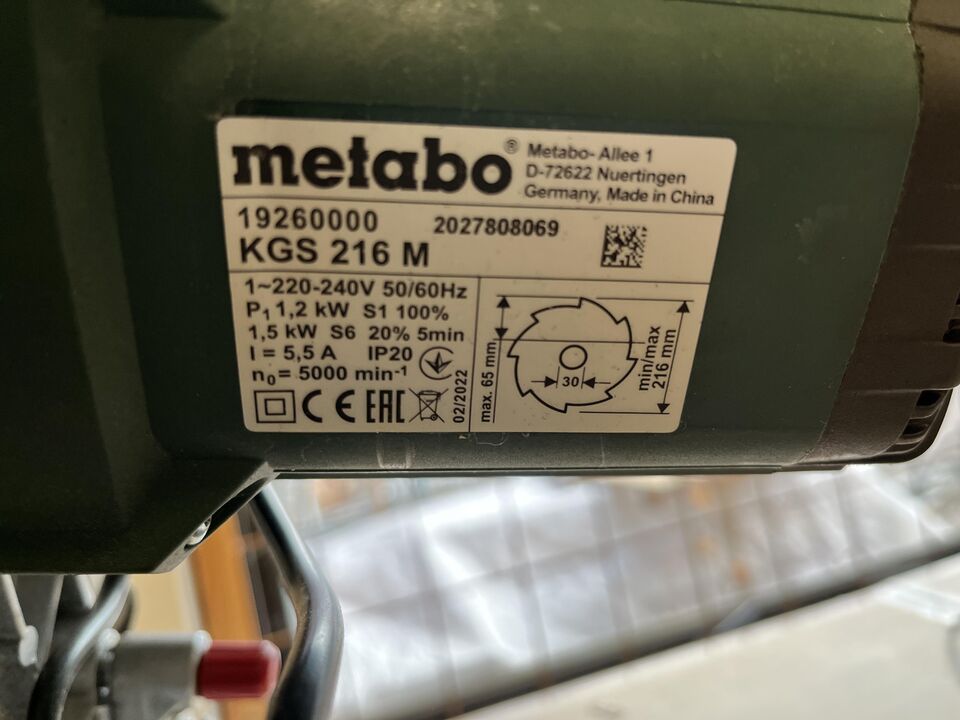 metabo®
Metabo- Allee 1
D-72622 Nuertingen
Germany, Made in China
19260000 2027808069
KGS 216 M
1~220-240V 50/60Hz
P₁ 1,2 kW S1 100%
1,5 kW S6 20% 5min
I = 5,5 A IP20
n₀ = 5000 min⁻¹
CE EAC
02/2022
max. 65 mm
30
min/max
216 mm